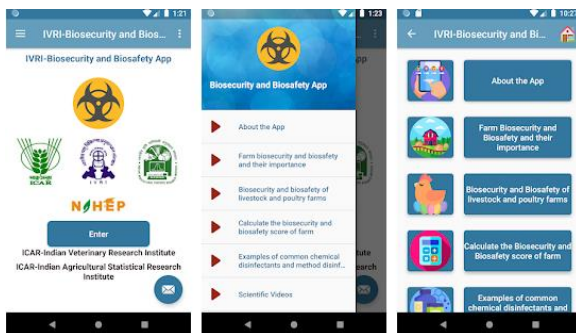 1:21
IVRI-Biosecurity and Bios...
IVRI-Biosecurity and Biosafety App
ICAR
I V R I
NAHEP
Enter
ICAR-Indian Veterinary Research Institute
ICAR-Indian Agricultural Statistical Research
Institute
1:23
Biosecurity and Biosafety App
About the App
Farm biosecurity and biosafety
and their importance
Biosecurity and biosafety of
livestock and poultry farms
Calculate the biosecurity and
biosafety score of farm
Examples of common chemical
disinfectants and method disinf...
Scientific Videos
pp
tute
earch
10:27
IVRI-Biosecurity and Bi...
About the App
Farm Biosecurity and
Biosafety and their
importance
Biosecurity and Biosafety of
livestock and poultry farms
Calculate the Biosecurity and
Biosafety score of farm
Examples of common
chemical disinfectants and